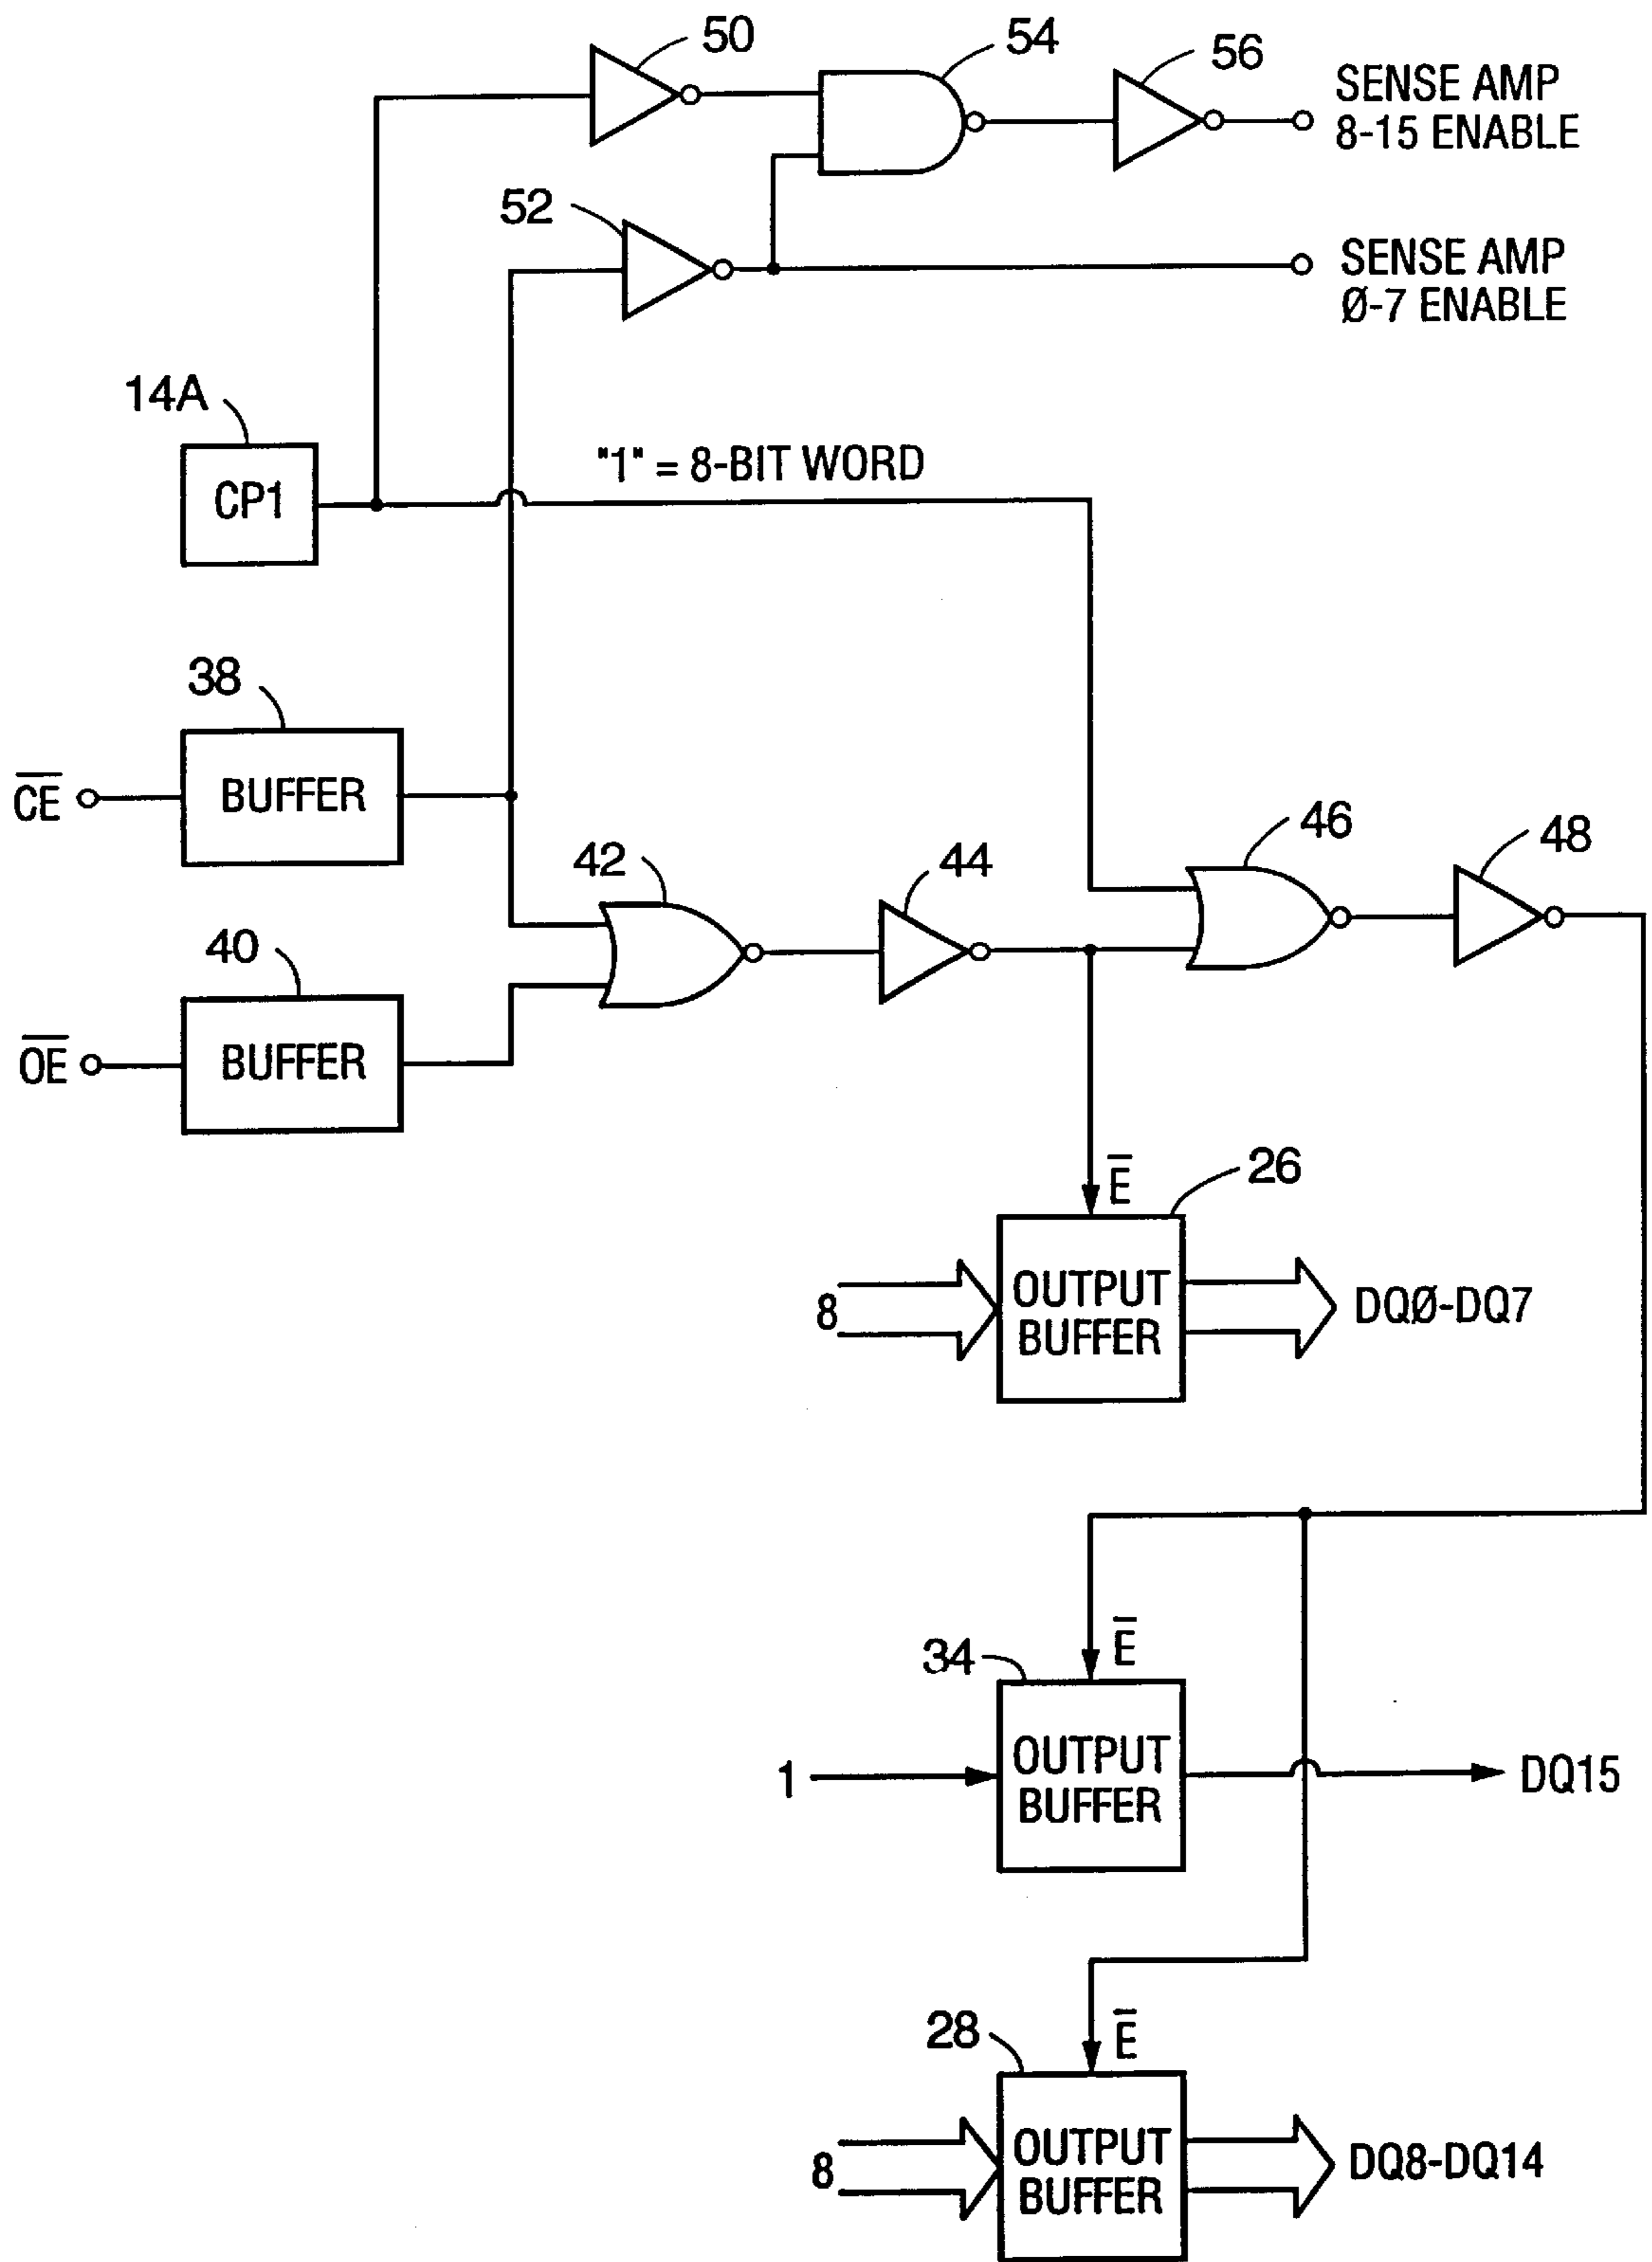 50
54
56
SENSE AMP
8-15 ENABLE
52
SENSE AMP
Ø-7 ENABLE
14A
CP1
"1" = 8-BIT WORD
38
C̅E̅
BUFFER
42
44
46
48
40
O̅E̅
BUFFER
E̅
26
8
OUTPUT
BUFFER
DQØ-DQ7
E̅
34
1
OUTPUT
BUFFER
DQ15
E̅
28
8
OUTPUT
BUFFER
DQ8-DQ14